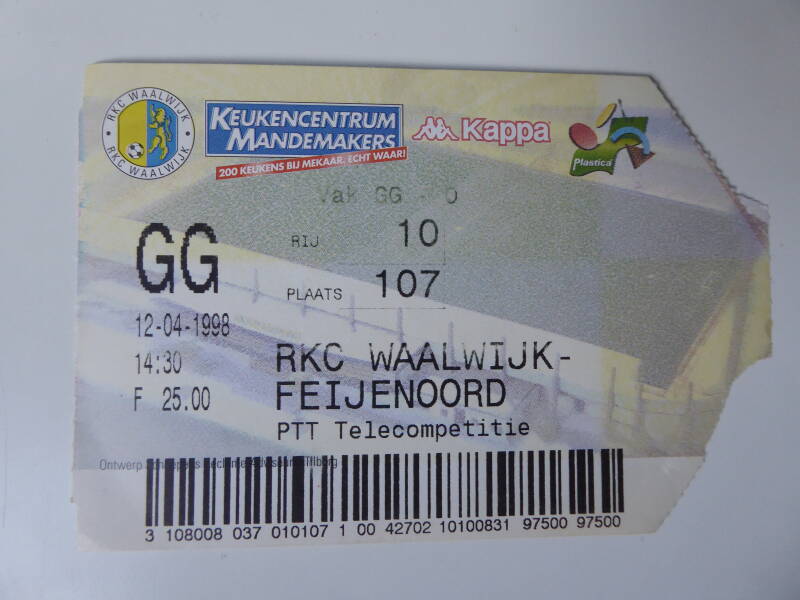 RKC WAALWIJK
RKC WAALWIJK
KEUKENCENTRUM
MANDEMAKERS
200 KEUKENS BIJ MEKAAR. ECHT WAAR!
Kappa
Plastica
Vak GG - O
GG
RIJ 10
PLAATS 107
12-04-1998
14:30
F 25.00
RKC WAALWIJK-
FEIJENOORD
PTT Telecompetitie
Ontwerp Tilborg
3 108008 037 010107 1 00 42702 10100831 97500 97500